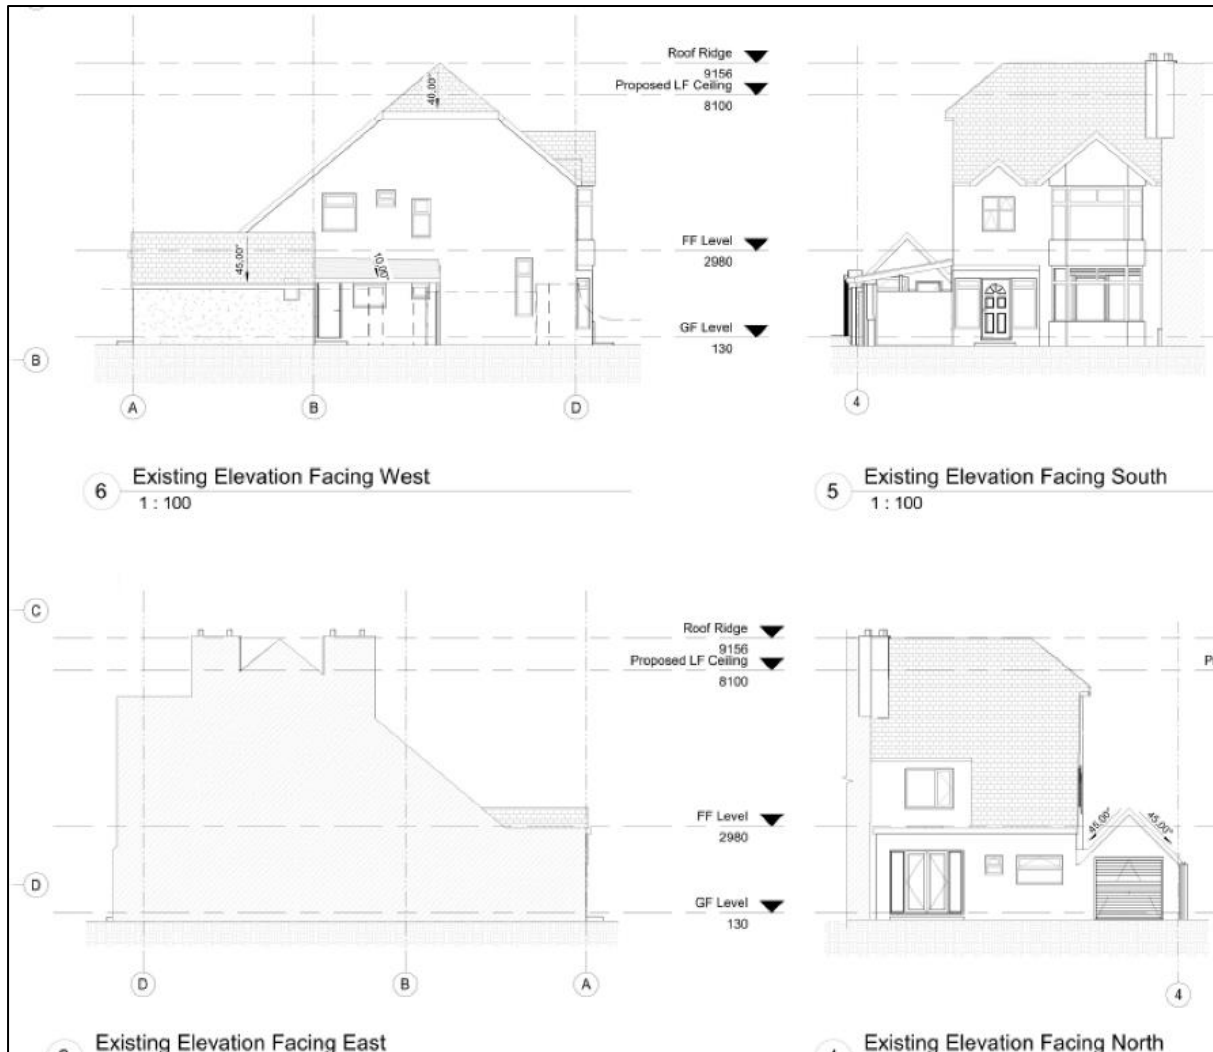 Roof Ridge
9156
Proposed LF Ceiling
8100
40.00°
FF Level
2980
45.00°
10.00°
GF Level
130
B
A
B
D
4
6
Existing Elevation Facing West
1 : 100
5
Existing Elevation Facing South
1 : 100
C
Roof Ridge
9156
Proposed LF Ceiling
8100
FF Level
2980
45.00°
45.00°
D
GF Level
130
D
B
A
4
Existing Elevation Facing East
Existing Elevation Facing North